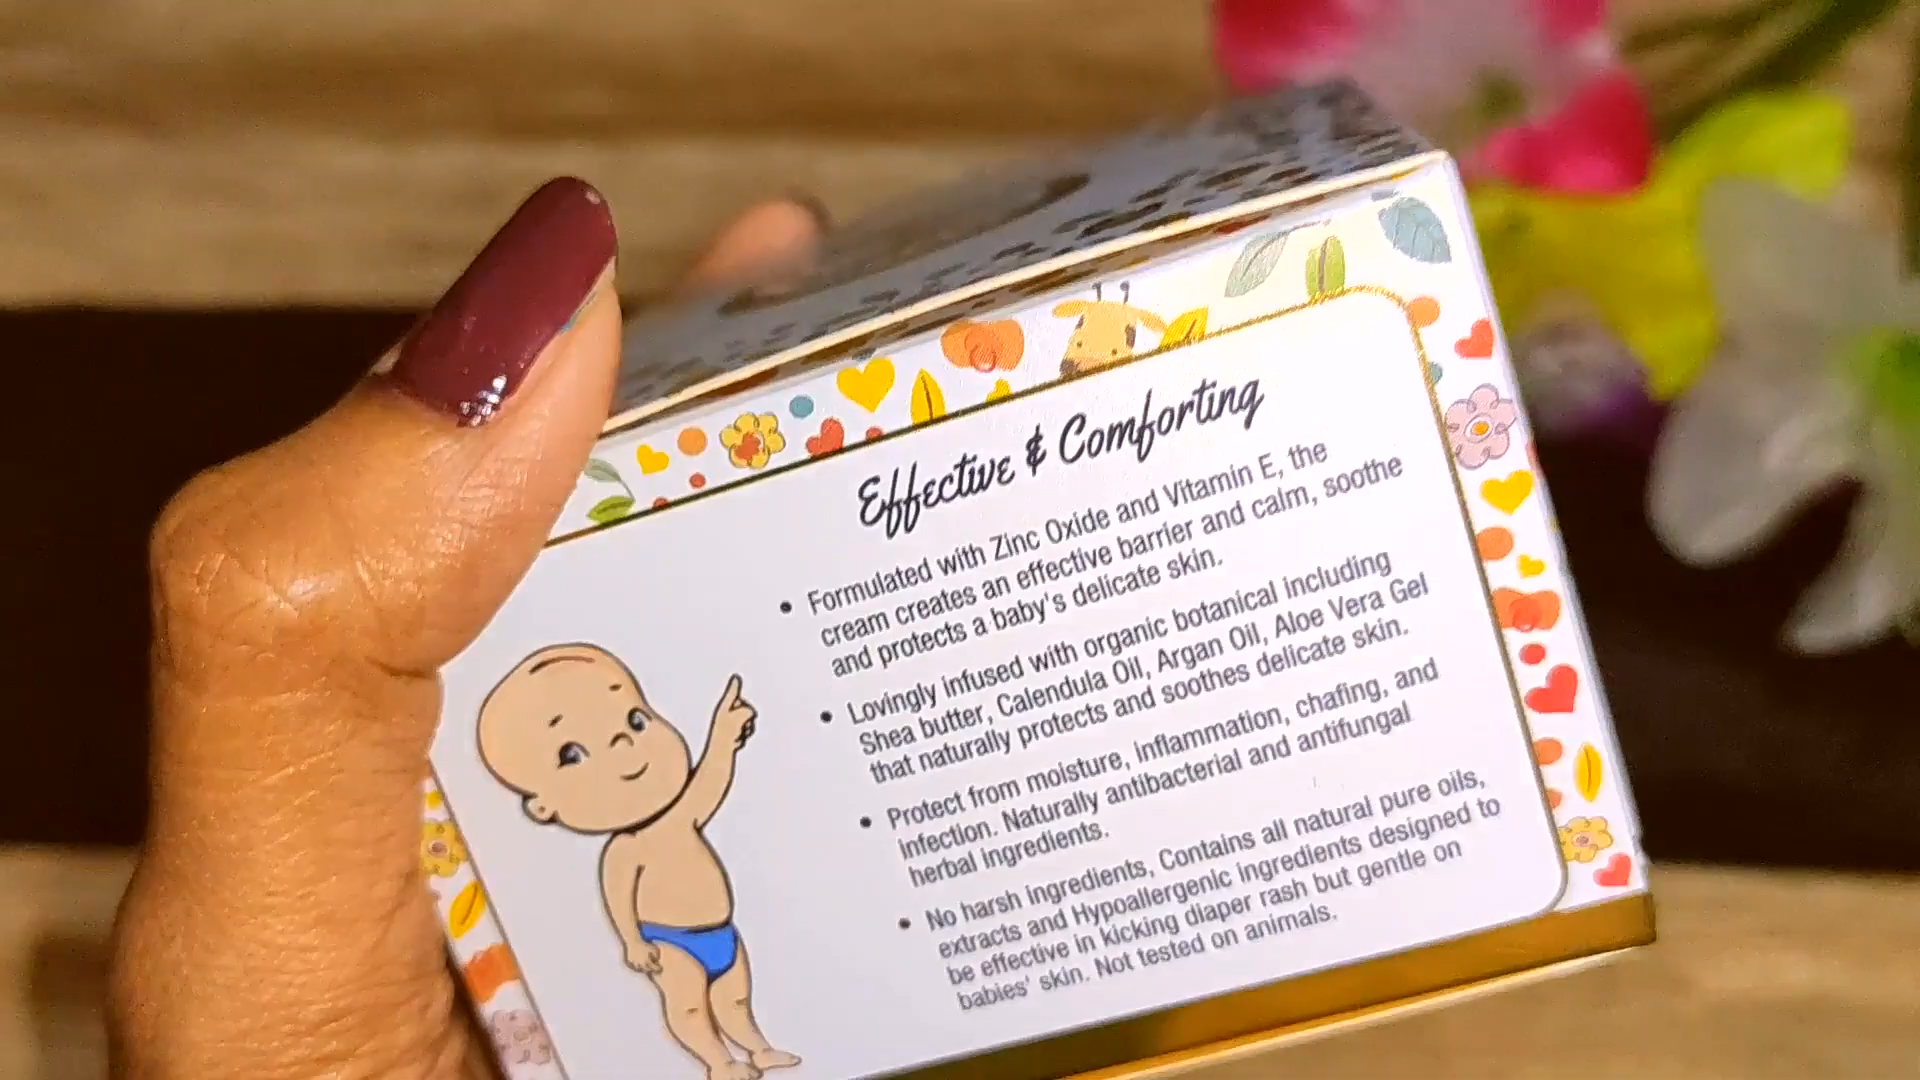 Effective & Comforting
• Formulated with Zinc Oxide and Vitamin E, the
cream creates an effective barrier and calm, soothe
and protects a baby's delicate skin.
• Lovingly infused with organic botanical including
Shea butter, Calendula Oil, Argan Oil, Aloe Vera Gel
that naturally protects and soothes delicate skin.
• Protect from moisture, inflammation, chafing, and
infection. Naturally antibacterial and antifungal
herbal ingredients.
• No harsh ingredients, Contains all natural pure oils,
extracts and Hypoallergenic ingredients designed to
be effective in kicking diaper rash but gentle on
babies' skin. Not tested on animals.